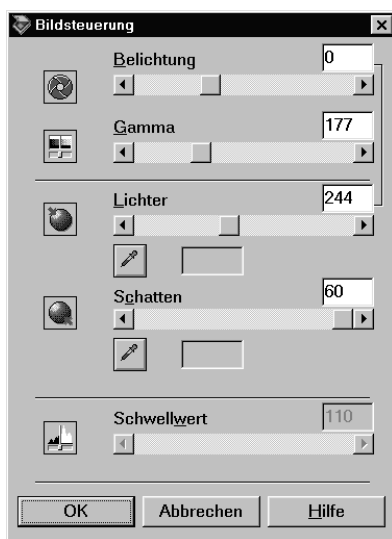 Bildsteuerung
Belichtung 0
Gamma 177
Lichter 244
Schatten 60
Schwellwert 110
OK Abbrechen Hilfe